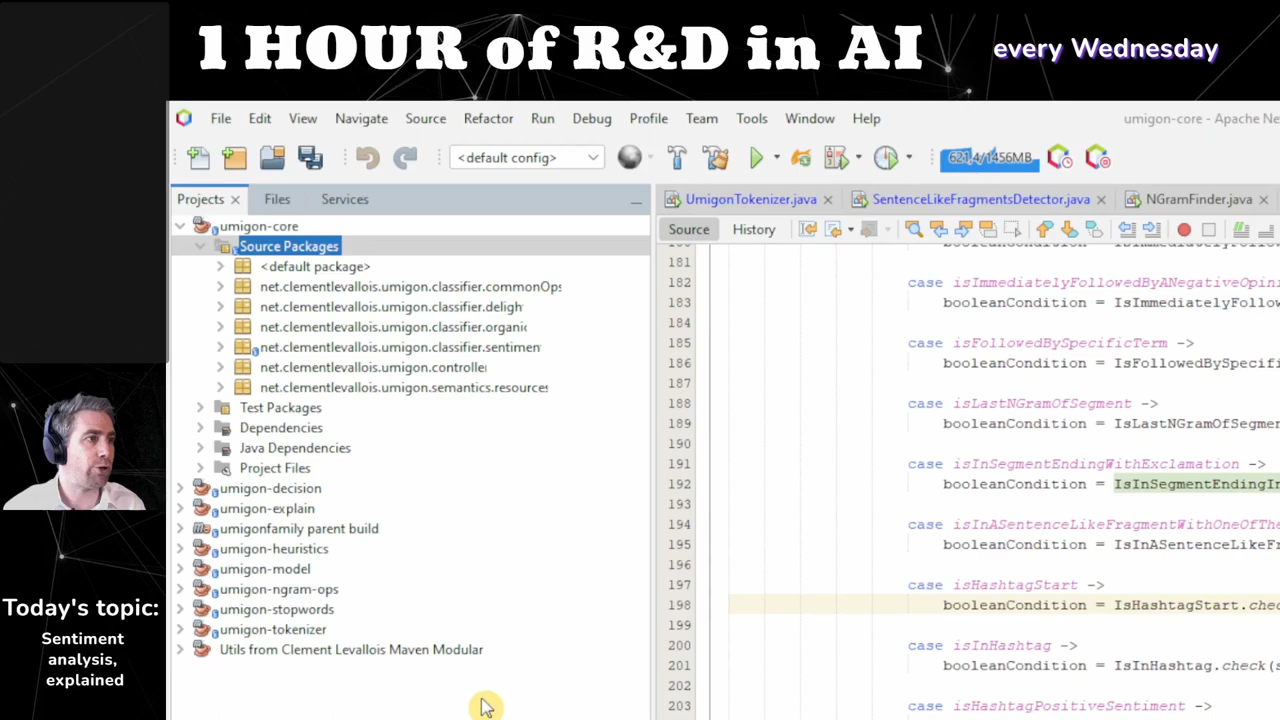 1 HOUR of R&D in AI
every Wednesday
File Edit View Navigate Source Refactor Run Debug Profile Team Tools Window Help
umigon-core - Apache Ne
<default config>
621,4/1456MB
Projects Files Services
UmigonTokenizer.java SentenceLikeFragmentsDetector.java NGramFinder.java
Source History
umigon-core
Source Packages
<default package>
net.clementlevallois.umigon.classifier.commonOps
net.clementlevallois.umigon.classifier.deligh
net.clementlevallois.umigon.classifier.organic
net.clementlevallois.umigon.classifier.sentimen
net.clementlevallois.umigon.controlle
net.clementlevallois.umigon.semantics.resources
Test Packages
Dependencies
Java Dependencies
Project Files
umigon-decision
umigon-explain
umigonfamily parent build
umigon-heuristics
umigon-model
umigon-ngram-ops
umigon-stopwords
umigon-tokenizer
Utils from Clement Levallois Maven Modular
181
182 case isImmediatelyFollowedByANegativeOpini
183 booleanCondition = IsImmediatelyFollow
184
185 case isFollowedBySpecificTerm ->
186 booleanCondition = IsFollowedBySpecifi
187
188 case isLastNGramOfSegment ->
189 booleanCondition = IsLastNGramOfSegmen
190
191 case isInSegmentEndingWithExclamation ->
192 booleanCondition = IsInSegmentEndingIn
193
194 case isInASentenceLikeFragmentWithOneOfThe
195 booleanCondition = IsInASentenceLikeFr
196
197 case isHashtagStart ->
198 booleanCondition = IsHashtagStart.chec
199
200 case isInHashtag ->
201 booleanCondition = IsInHashtag.check(s
202
203 case isHashtagPositiveSentiment ->
Today's topic:
Sentiment
analysis,
explained